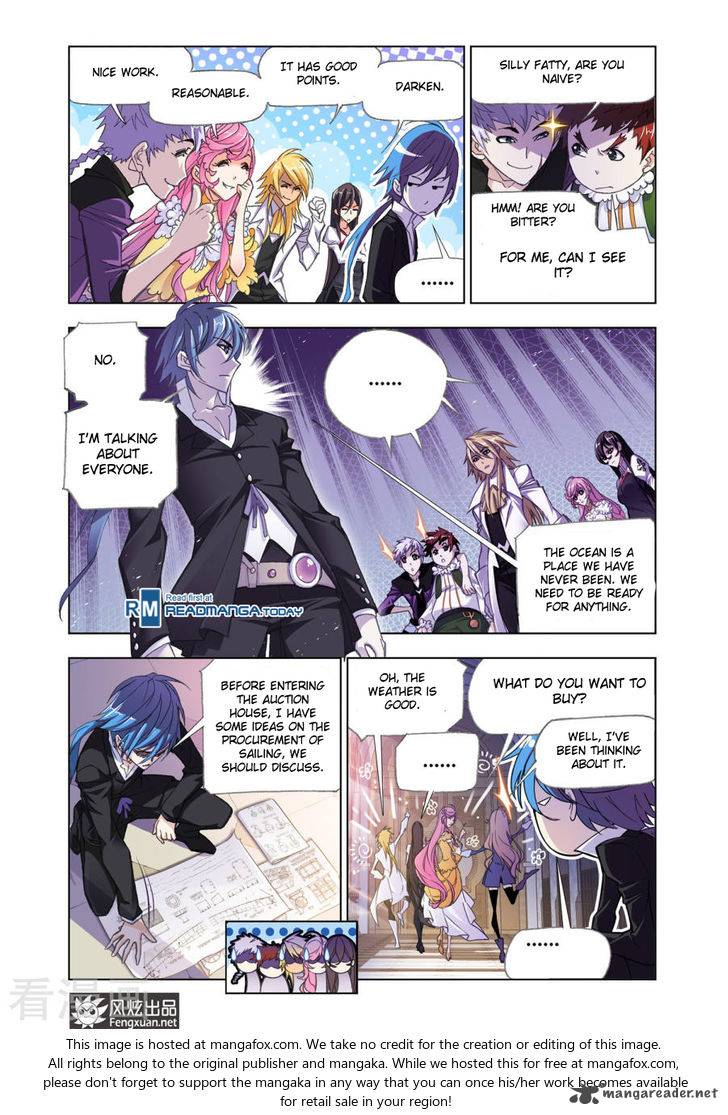 NICE WORK.
REASONABLE.
IT HAS GOOD
POINTS.
DARKEN.
......
SILLY FATTY, ARE YOU
NAIVE?
HMM! ARE YOU
BITTER?
FOR ME, CAN I SEE
IT?
NO.
I'M TALKING
ABOUT
EVERYONE.
......
THE OCEAN IS A
PLACE WE HAVE
NEVER BEEN. WE
NEED TO BE READY
FOR ANYTHING.
RM Read first at
READMANGA.TODAY
BEFORE ENTERING
THE AUCTION
HOUSE, I HAVE
SOME IDEAS ON THE
PROCUREMENT OF
SAILING, WE
SHOULD DISCUSS.
OH, THE
WEATHER IS
GOOD.
WHAT DO YOU WANT TO
BUY?
......
WELL, I'VE
BEEN THINKING
ABOUT IT.
......
看漫画
风炫出品
Fengxuan.net
This image is hosted at mangafox.com. We take no credit for the creation or editing of this image.
All rights belong to the original publisher and mangaka. While we hosted this for free at mangafox.com,
please don't forget to support the mangaka in any way that you can once his/her work becomes available
for retail sale in your region!
mangareader.net